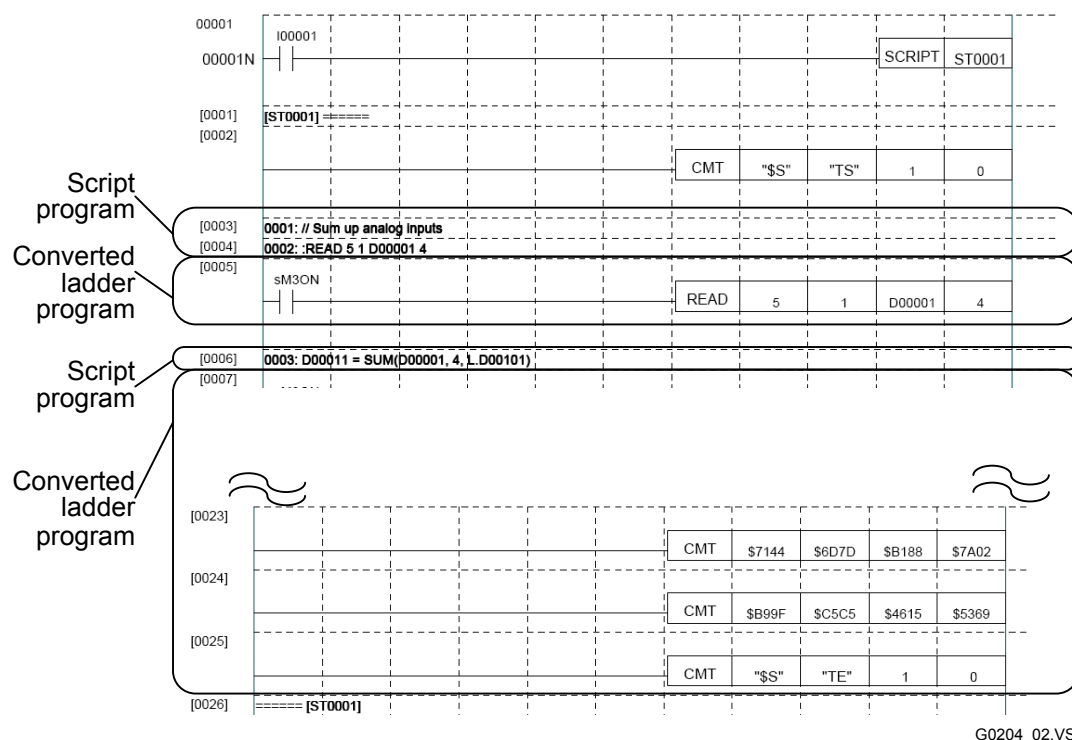 00001
I00001
00001N
SCRIPT ST0001
[0001] [ST0001] ======
[0002]
CMT "$S" "TS" 1 0
Script
program
[0003] 0001: // Sum up analog inputs
[0004] 0002: :READ 5 1 D00001 4
Converted
ladder
program
[0005]
sM3ON
READ 5 1 D00001 4
Script
program
[0006] 0003: D00011 = SUM(D00001, 4, L.D00101)
[0007]
Converted
ladder
program
[0023]
CMT $7144 $6D7D $B188 $7A02
[0024]
CMT $B99F $C5C5 $4615 $5369
[0025]
CMT "$S" "TE" 1 0
[0026] ====== [ST0001]
G0204_02.VS